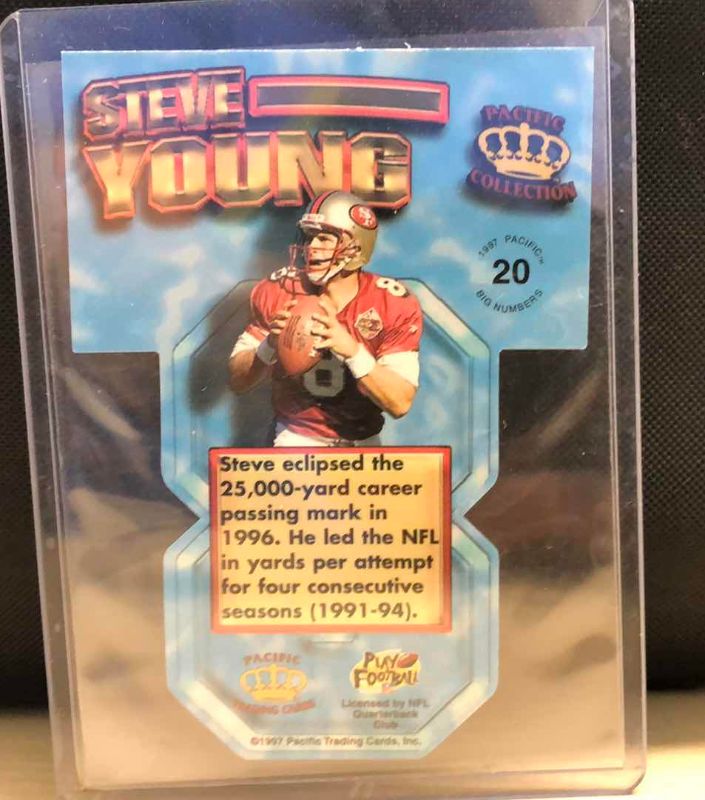 STEVE
YOUNG
PACIFIC
COLLECTION
1997 PACIFIC™
20
BIG NUMBERS
8
Steve eclipsed the
25,000-yard career
passing mark in
1996. He led the NFL
in yards per attempt
for four consecutive
seasons (1991-94).
PACIFIC
TRADING CARDS
PLAY
FOOTBALL
Licensed by NFL
Quarterback
Club
©1997 Pacific Trading Cards, Inc.